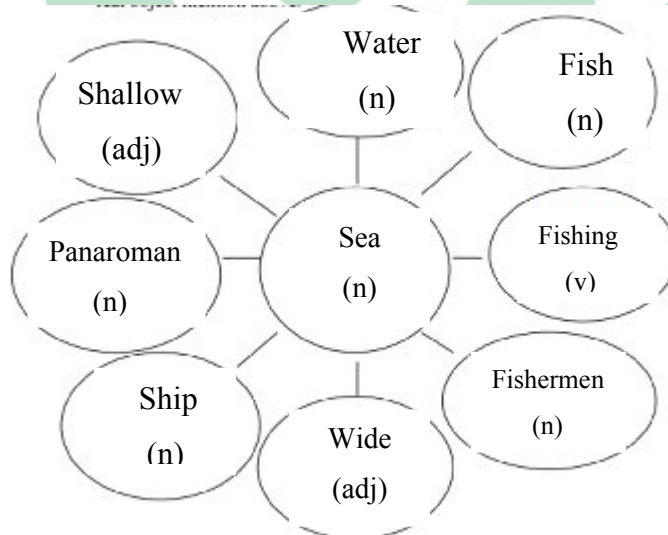 Water
(n)
Fish
(n)
Shallow
(adj)
Panaroman
(n)
Sea
(n)
Fishing
(v)
Ship
(n)
Fishermen
(n)
Wide
(adj)